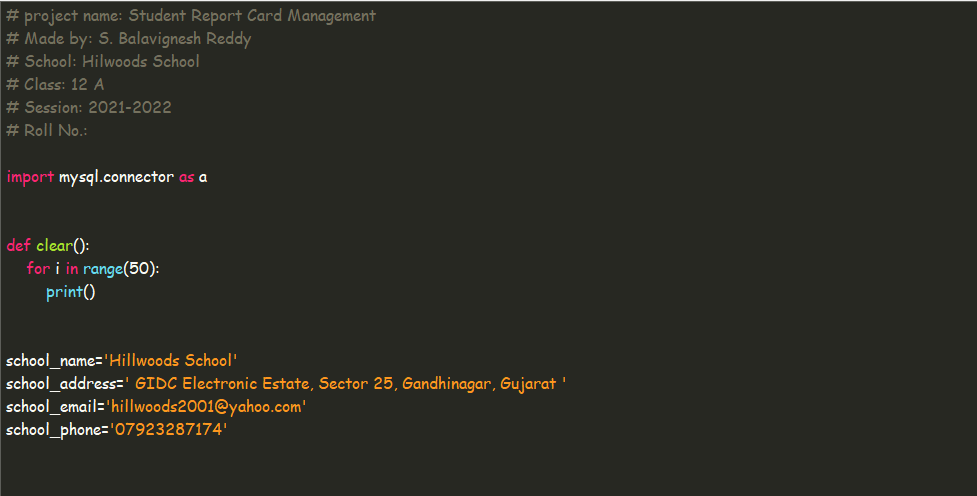 # project name: Student Report Card Management
# Made by: S. Balavignesh Reddy
# School: Hilwoods School
# Class: 12 A
# Session: 2021-2022
# Roll No.:
import mysql.connector as a
def clear():
    for i in range(50):
        print()
school_name='Hillwoods School'
school_address=' GIDC Electronic Estate, Sector 25, Gandhinagar, Gujarat '
school_email='hillwoods2001@yahoo.com'
school_phone='07923287174'